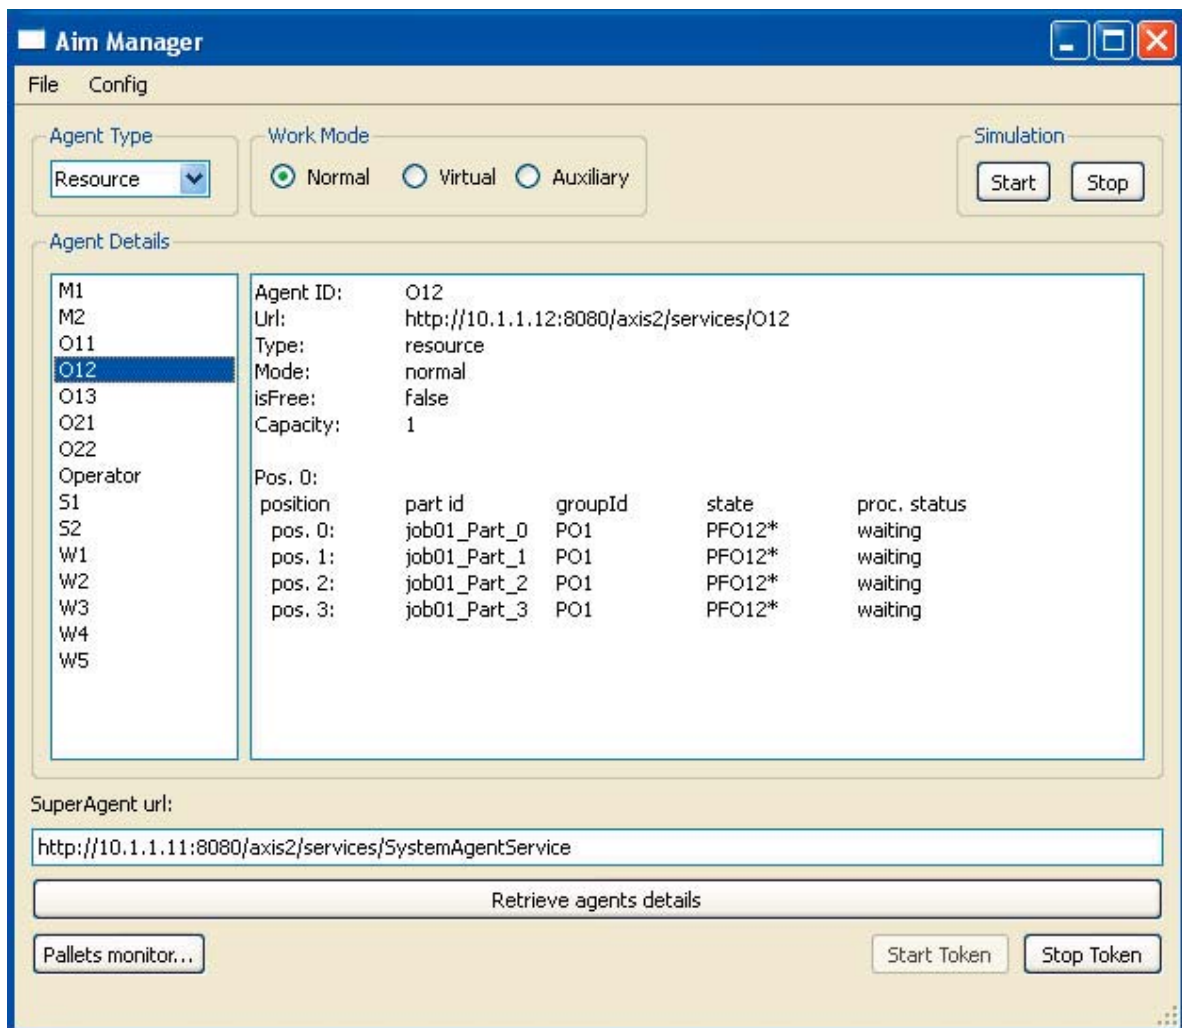 Aim Manager
File Config
Agent Type
Resource
Work Mode
Normal Virtual Auxiliary
Simulation
Start Stop
Agent Details
M1
M2
O11
O12
O13
O21
O22
Operator
S1
S2
W1
W2
W3
W4
W5
Agent ID: O12
Url: http://10.1.1.12:8080/axis2/services/O12
Type: resource
Mode: normal
isFree: false
Capacity: 1
Pos. 0:
position part id groupId state proc. status
pos. 0: job01_Part_0 PO1 PFO12* waiting
pos. 1: job01_Part_1 PO1 PFO12* waiting
pos. 2: job01_Part_2 PO1 PFO12* waiting
pos. 3: job01_Part_3 PO1 PFO12* waiting
SuperAgent url:
http://10.1.1.11:8080/axis2/services/SystemAgentService
Retrieve agents details
Pallets monitor... Start Token Stop Token